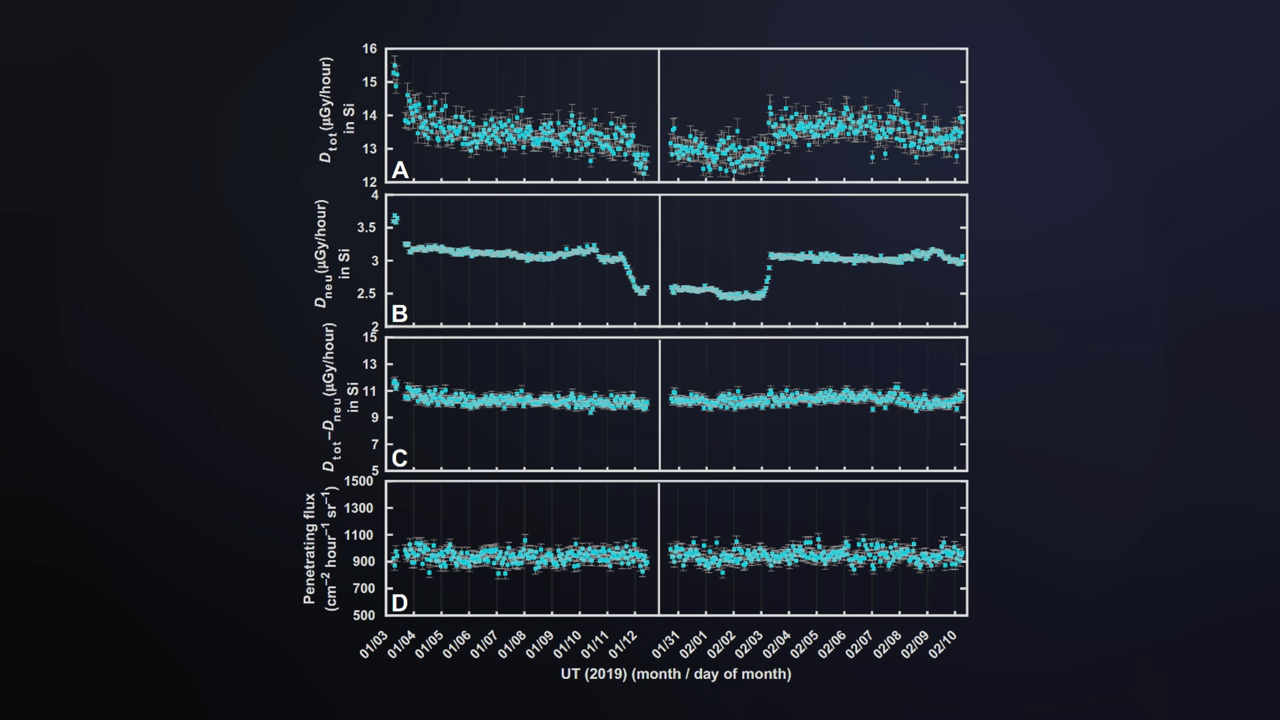 16
15
14
13
12
D_tot (μGy/hour)
in Si
A
4
3.5
3
2.5
2
D_neu (μGy/hour)
in Si
B
15
13
11
9
7
5
D_tot−D_neu (μGy/hour)
in Si
C
1500
1300
1100
900
700
500
Penetrating flux
(cm⁻² hour⁻¹ sr⁻¹)
D
01/03 01/04 01/05 01/06 01/07 01/08 01/09 01/10 01/11 01/12 01/31 02/01 02/02 02/03 02/04 02/05 02/06 02/07 02/08 02/09 02/10
UT (2019) (month / day of month)